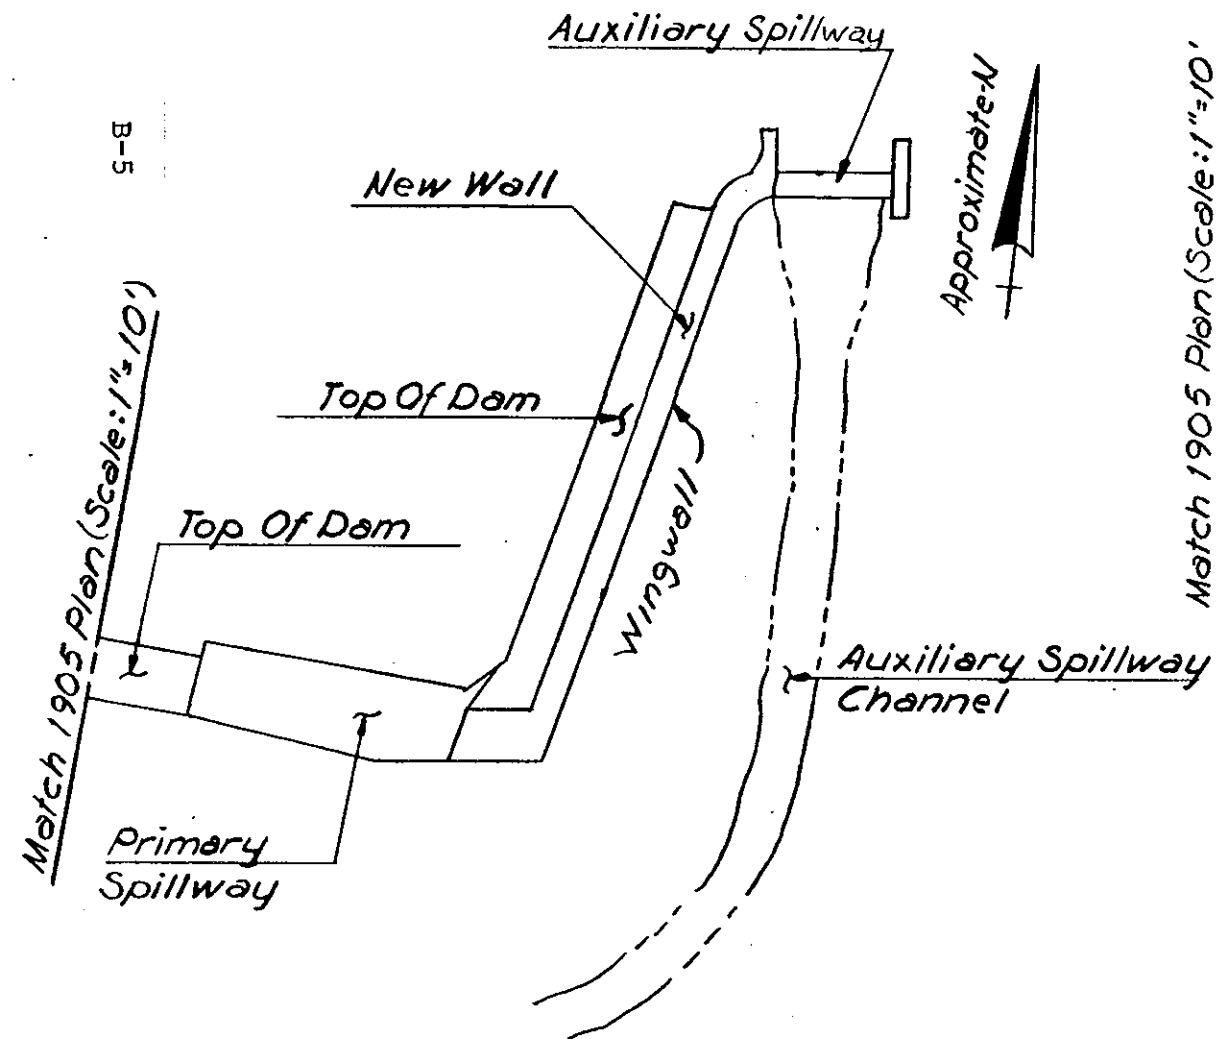 Auxiliary Spillway
Approximate-N
Match 1905 Plan(Scale:1"=10'
B-5
New Wall
Match 1905 Plan(Scale:1"=10')
Top Of Dam
Top Of Dam
Wingwall
Auxiliary Spillway
Channel
Primary
Spillway